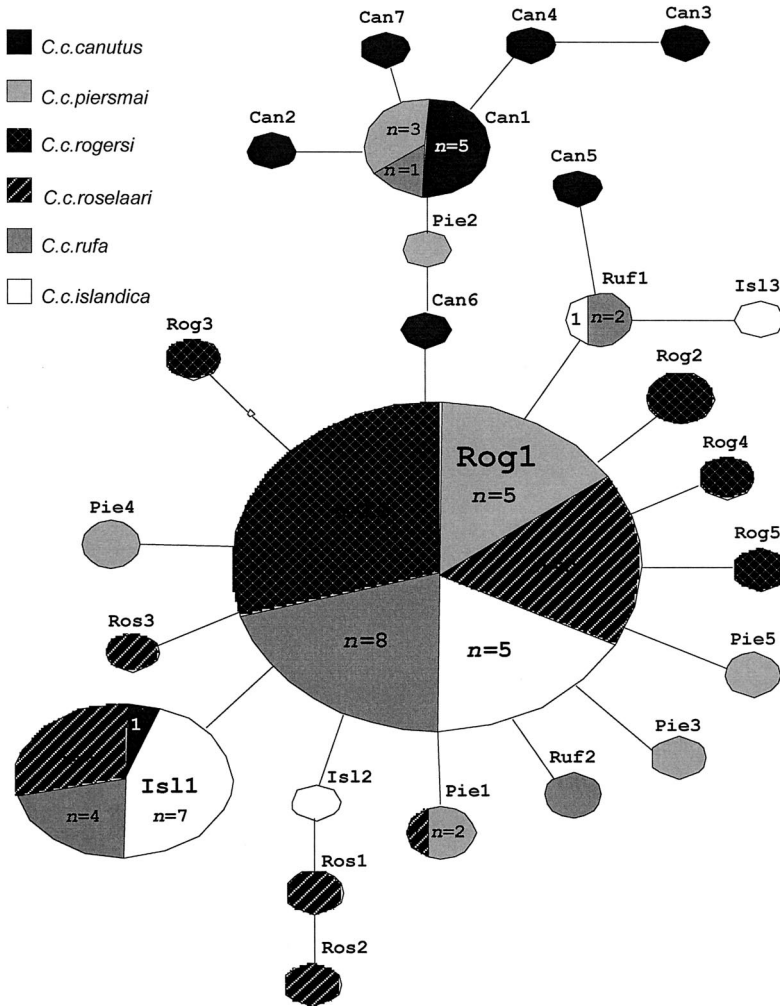 C.c.canutus
C.c.piersmai
C.c.rogersi
C.c.roselaari
C.c.rufa
C.c.islandica
Can7
Can4
Can3
Can2
n=3
n=5
Can1
n=1
Can5
Pie2
Ruf1
Isl3
1
n=2
Can6
Rog3
Rog2
Rog1
n=5
Rog4
Pie4
Rog5
Ros3
n=8
n=5
Pie5
Pie3
1
Isl1
n=7
n=4
Isl2
Pie1
n=2
Ruf2
Ros1
Ros2